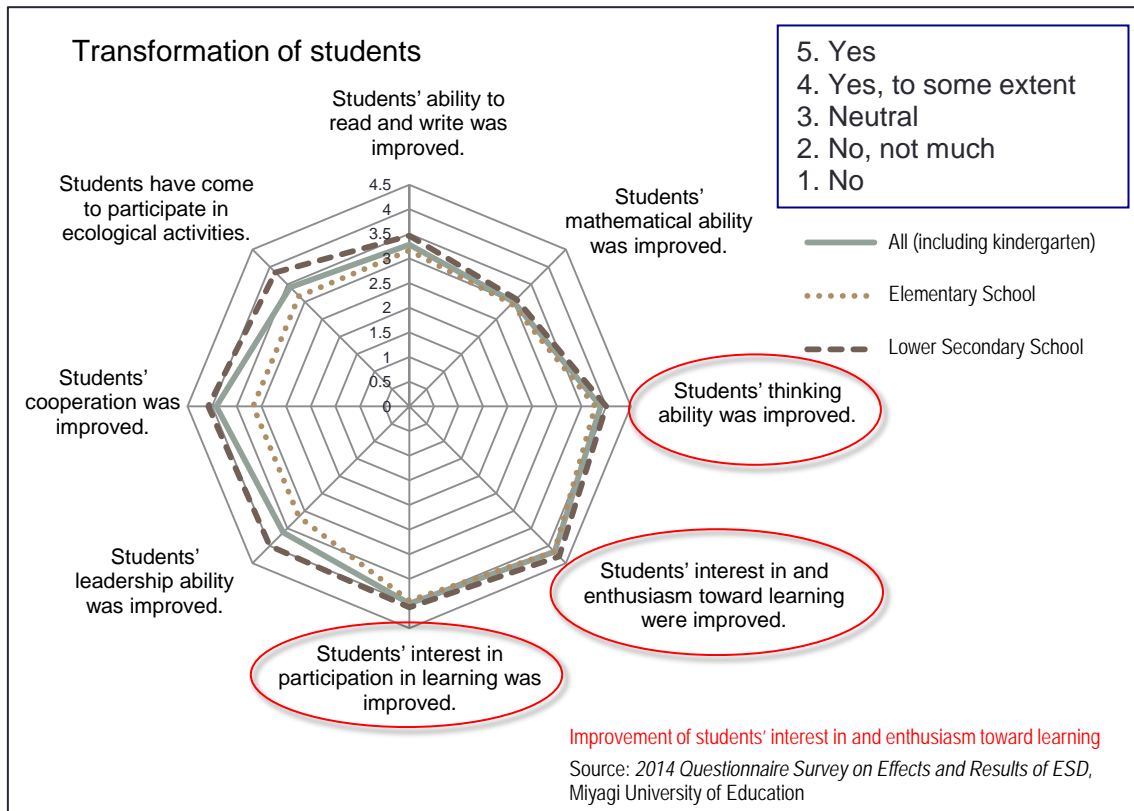 Transformation of students
5. Yes
4. Yes, to some extent
3. Neutral
2. No, not much
1. No
Students’ ability to
read and write was
improved.
Students’
mathematical ability
was improved.
Students’ thinking
ability was improved.
Students’ interest in and
enthusiasm toward learning
were improved.
Students’ interest in
participation in learning was
improved.
Students’
leadership ability
was improved.
Students’
cooperation was
improved.
Students have come
to participate in
ecological activities.
4.5
4
3.5
3
2.5
2
1.5
1
0.5
0
All (including kindergarten)
Elementary School
Lower Secondary School
Improvement of students’ interest in and enthusiasm toward learning
Source: 2014 Questionnaire Survey on Effects and Results of ESD,
Miyagi University of Education